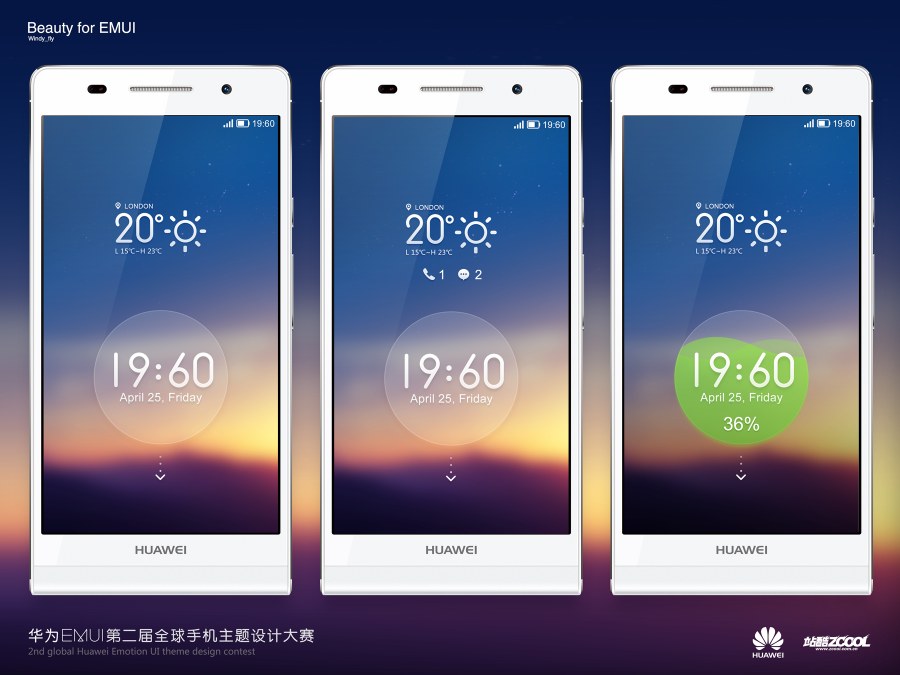 Beauty for EMUI
Windy_fly
19:60
LONDON
20°
L 15°C~H 23°C
19:60
April 25, Friday
HUAWEI
19:60
LONDON
20°
L 15°C~H 23°C
1 2
19:60
April 25, Friday
HUAWEI
19:60
LONDON
20°
L 15°C~H 23°C
19:60
April 25, Friday
36%
HUAWEI
华为EMUI第二届全球手机主题设计大赛
2nd global Huawei Emotion UI theme design contest
HUAWEI
站酷ZCOOL
www.zcool.com.cn